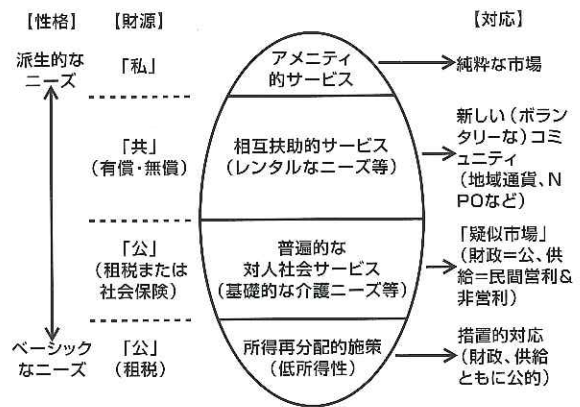 【性格】
【財源】
【対応】
派生的な
ニーズ
「私」
アメニティ
的サービス
純粋な市場
「共」
(有償・無償)
相互扶助的サービス
(レンタルなニーズ等)
新しい(ボラン
タリーな)コミ
ュニティ
(地域通貨、N
POなど)
「公」
(租税または
社会保険)
普遍的な
対人社会サービス
(基礎的な介護ニーズ等)
「疑似市場」
(財政=公、供
給=民間営利&
非営利)
ベーシック
なニーズ
「公」
(租税)
所得再分配的施策
(低所得性)
措置的対応
(財政、供給
ともに公的)